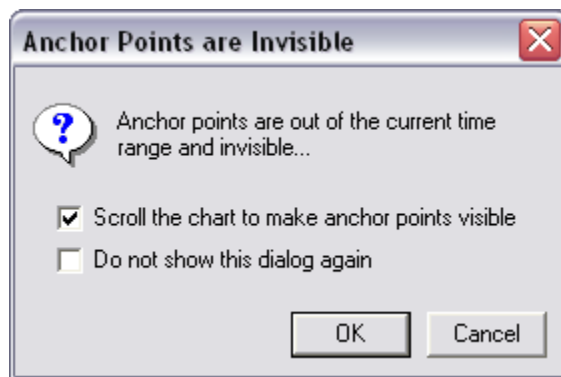 Anchor Points are Invisible
Anchor points are out of the current time
range and invisible...
Scroll the chart to make anchor points visible
Do not show this dialog again
OK Cancel